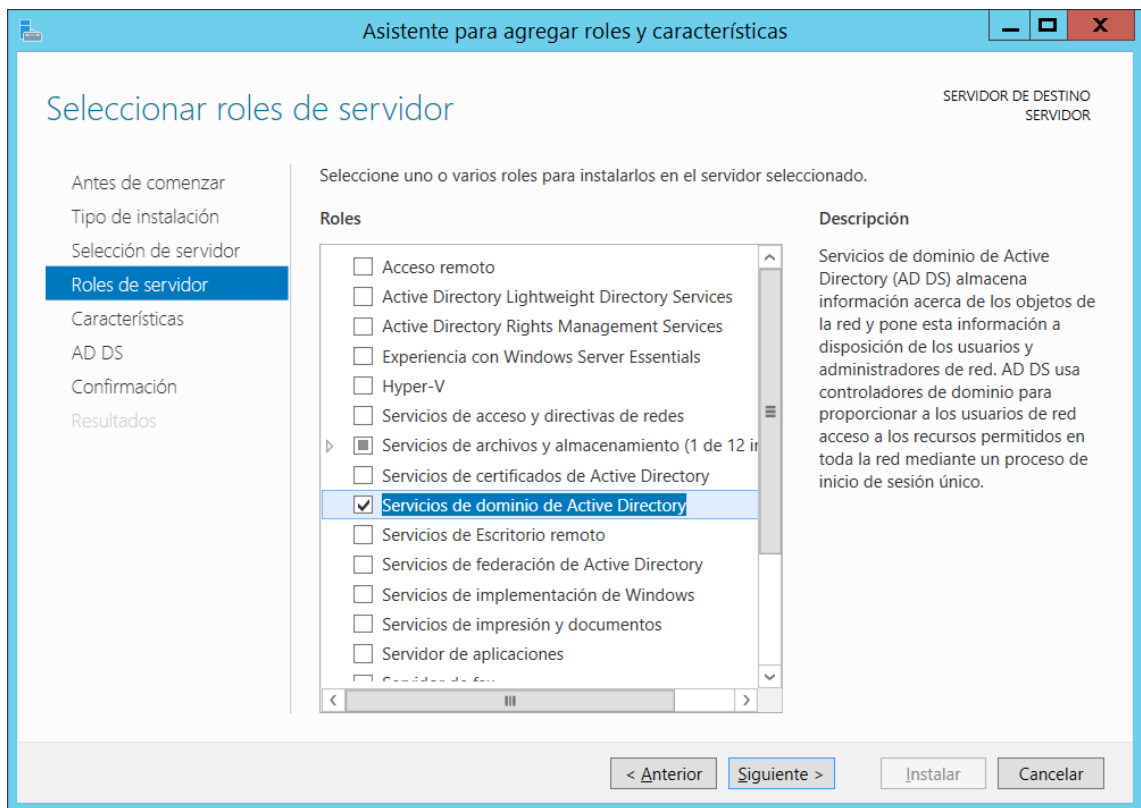 Asistente para agregar roles y características
X
Seleccionar roles de servidor
SERVIDOR DE DESTINO
SERVIDOR
Antes de comenzar
Tipo de instalación
Selección de servidor
Roles de servidor
Características
AD DS
Confirmación
Resultados
Seleccione uno o varios roles para instalarlos en el servidor seleccionado.
Roles
Acceso remoto
Active Directory Lightweight Directory Services
Active Directory Rights Management Services
Experiencia con Windows Server Essentials
Hyper-V
Servicios de acceso y directivas de redes
Servicios de archivos y almacenamiento (1 de 12 in
Servicios de certificados de Active Directory
Servicios de dominio de Active Directory
Servicios de Escritorio remoto
Servicios de federación de Active Directory
Servicios de implementación de Windows
Servicios de impresión y documentos
Servidor de aplicaciones
Servidor de fax
Descripción
Servicios de dominio de Active
Directory (AD DS) almacena
información acerca de los objetos de
la red y pone esta información a
disposición de los usuarios y
administradores de red. AD DS usa
controladores de dominio para
proporcionar a los usuarios de red
acceso a los recursos permitidos en
toda la red mediante un proceso de
inicio de sesión único.
< Anterior
Siguiente >
Instalar
Cancelar